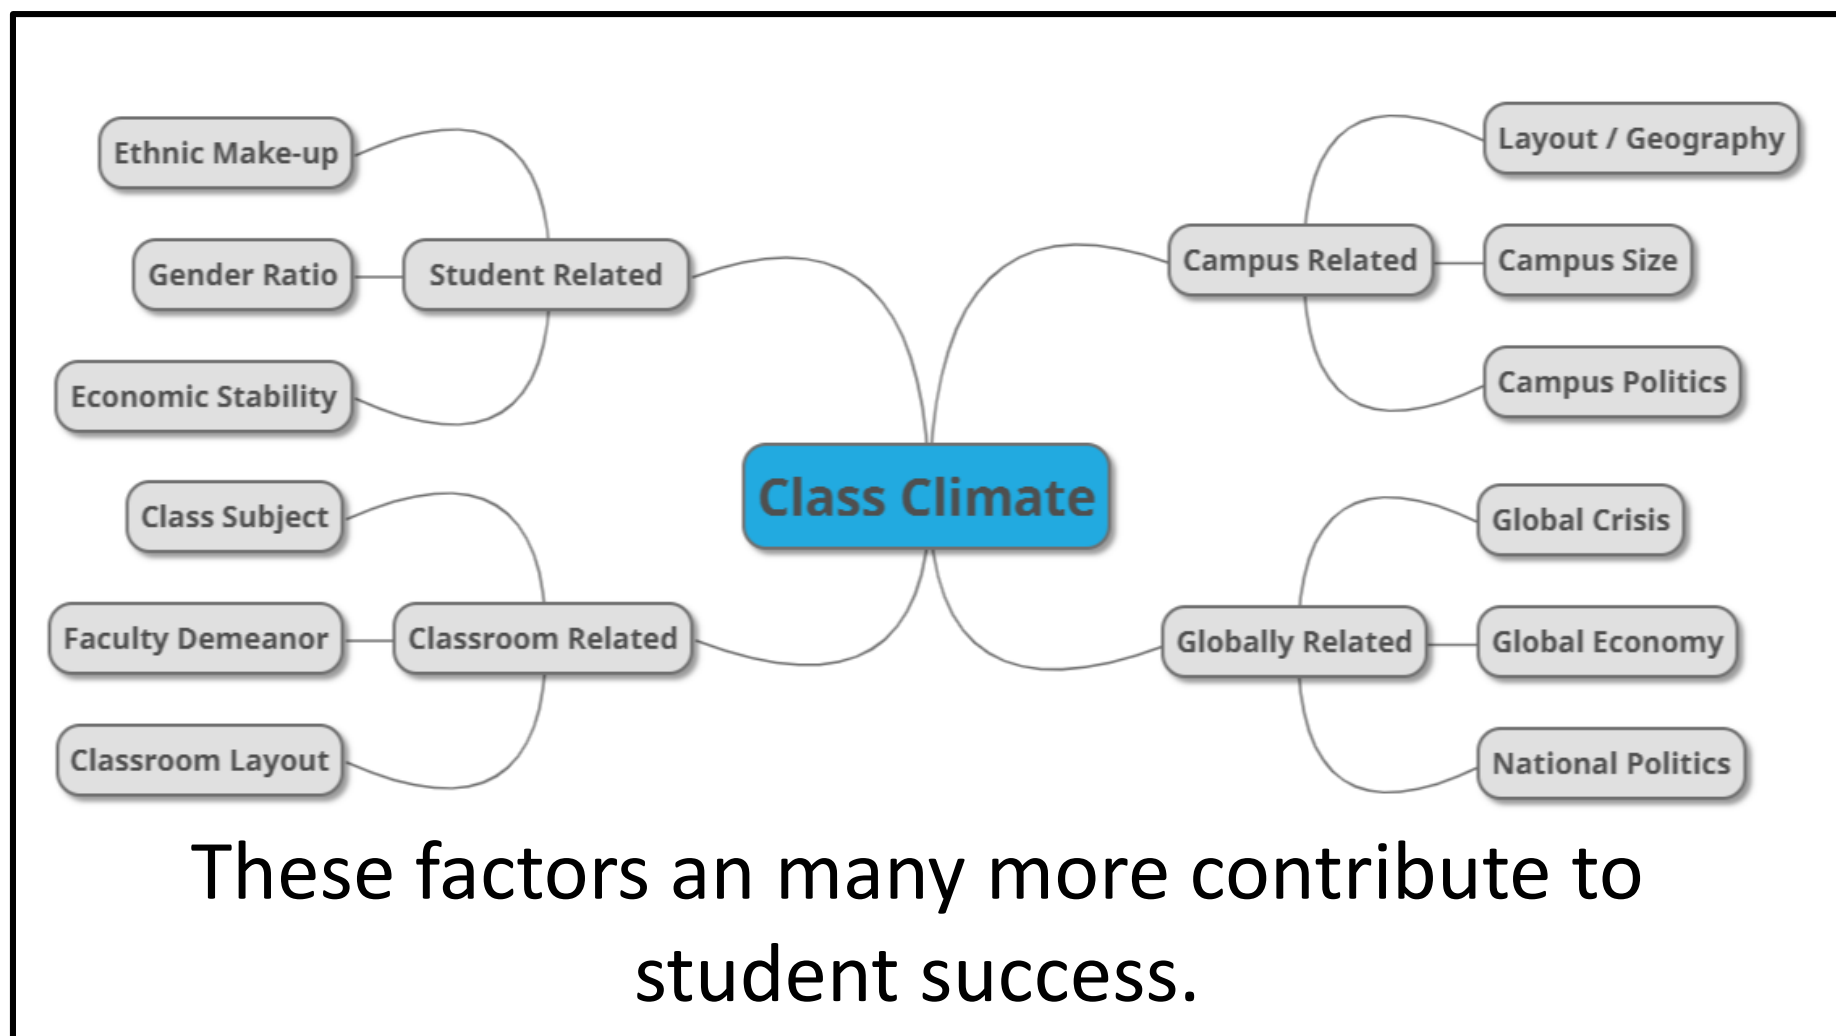 Ethnic Make-up
Gender Ratio
Economic Stability
Student Related
Class Subject
Faculty Demeanor
Classroom Layout
Classroom Related
Class Climate
Campus Related
Layout / Geography
Campus Size
Campus Politics
Globally Related
Global Crisis
Global Economy
National Politics
These factors an many more contribute to
student success.